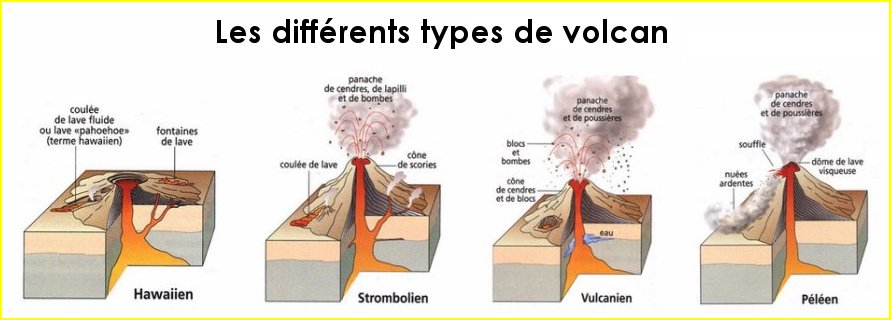 Les différents types de volcan
coulée
de lave fluide
ou lave «pahoehoe»
(terme hawaiien)
fontaines
de lave
Hawaiien
panache
de cendres, de lapilli
et de bombes
coulée de lave
cône
de scories
Strombolien
panache
de cendres
et de poussières
blocs
et
bombes
cône
de cendres
et de blocs
eau
Vulcanien
panache
de cendres
et de poussières
souffle
nuées
ardentes
dôme de lave
visqueuse
Péléen